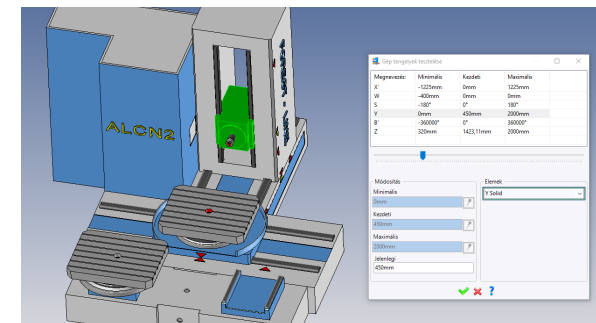 ALCN2
Gép tengelyek tesztelése
Megnevezés: Minimális Kezdeti Maximális
X' -1225mm 0mm 1225mm
W -400mm 0mm 0mm
S -180° 0° 180°
Y 0mm 450mm 2000mm
B' -360000° 0° 360000°
Z 320mm 1423,11mm 2000mm
Módosítás
Minimális
0mm
Kezdeti
450mm
Maximális
2000mm
Jelenlegi
450mm
Elemek
Y Solid
?